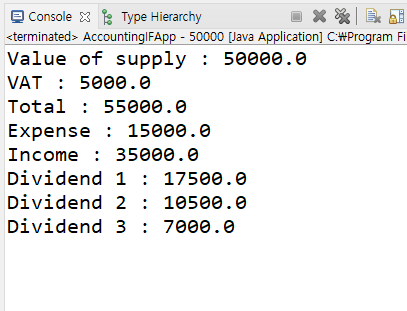 Console Type Hierarchy
<terminated> AccountingIFApp - 50000 [Java Application] C:₩Program Fi
Value of supply : 50000.0
VAT : 5000.0
Total : 55000.0
Expense : 15000.0
Income : 35000.0
Dividend 1 : 17500.0
Dividend 2 : 10500.0
Dividend 3 : 7000.0